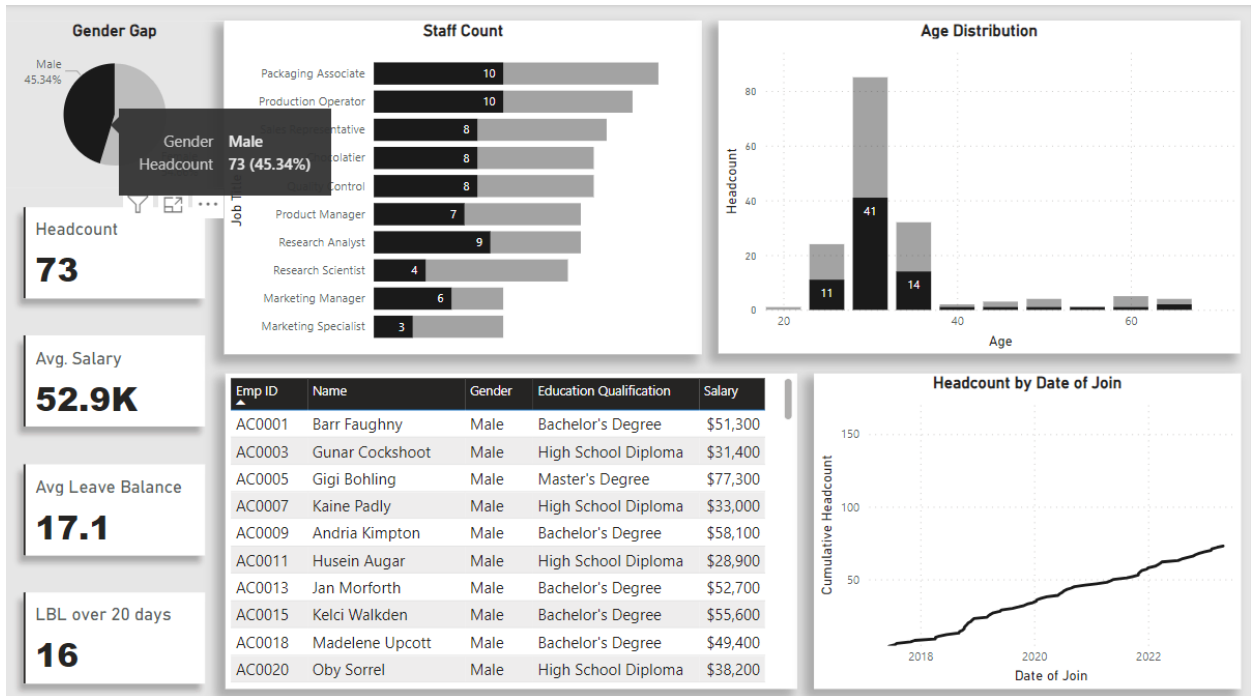 Gender Gap
Male
45.34%
Gender Male
Headcount 73 (45.34%)
Headcount
73
Avg. Salary
52.9K
Avg Leave Balance
17.1
LBL over 20 days
16
Staff Count
Job Title
Packaging Associate 10
Production Operator 10
Sales Representative 8
8
Quality Control 8
Product Manager 7
Research Analyst 9
Research Scientist 4
Marketing Manager 6
Marketing Specialist 3
Age Distribution
Headcount
80
60
40
20
0
11
41
14
20 40 60
Age
Emp ID Name Gender Education Qualification Salary
AC0001 Barr Faughny Male Bachelor's Degree $51,300
AC0003 Gunar Cockshoot Male High School Diploma $31,400
AC0005 Gigi Bohling Male Master's Degree $77,300
AC0007 Kaine Padly Male High School Diploma $33,000
AC0009 Andria Kimpton Male Bachelor's Degree $58,100
AC0011 Husein Augar Male High School Diploma $28,900
AC0013 Jan Morforth Male Bachelor's Degree $52,700
AC0015 Kelci Walkden Male Bachelor's Degree $55,600
AC0018 Madelene Upcott Male Bachelor's Degree $49,400
AC0020 Oby Sorrel Male High School Diploma $38,200
Headcount by Date of Join
Cumulative Headcount
150
100
50
2018 2020 2022
Date of Join